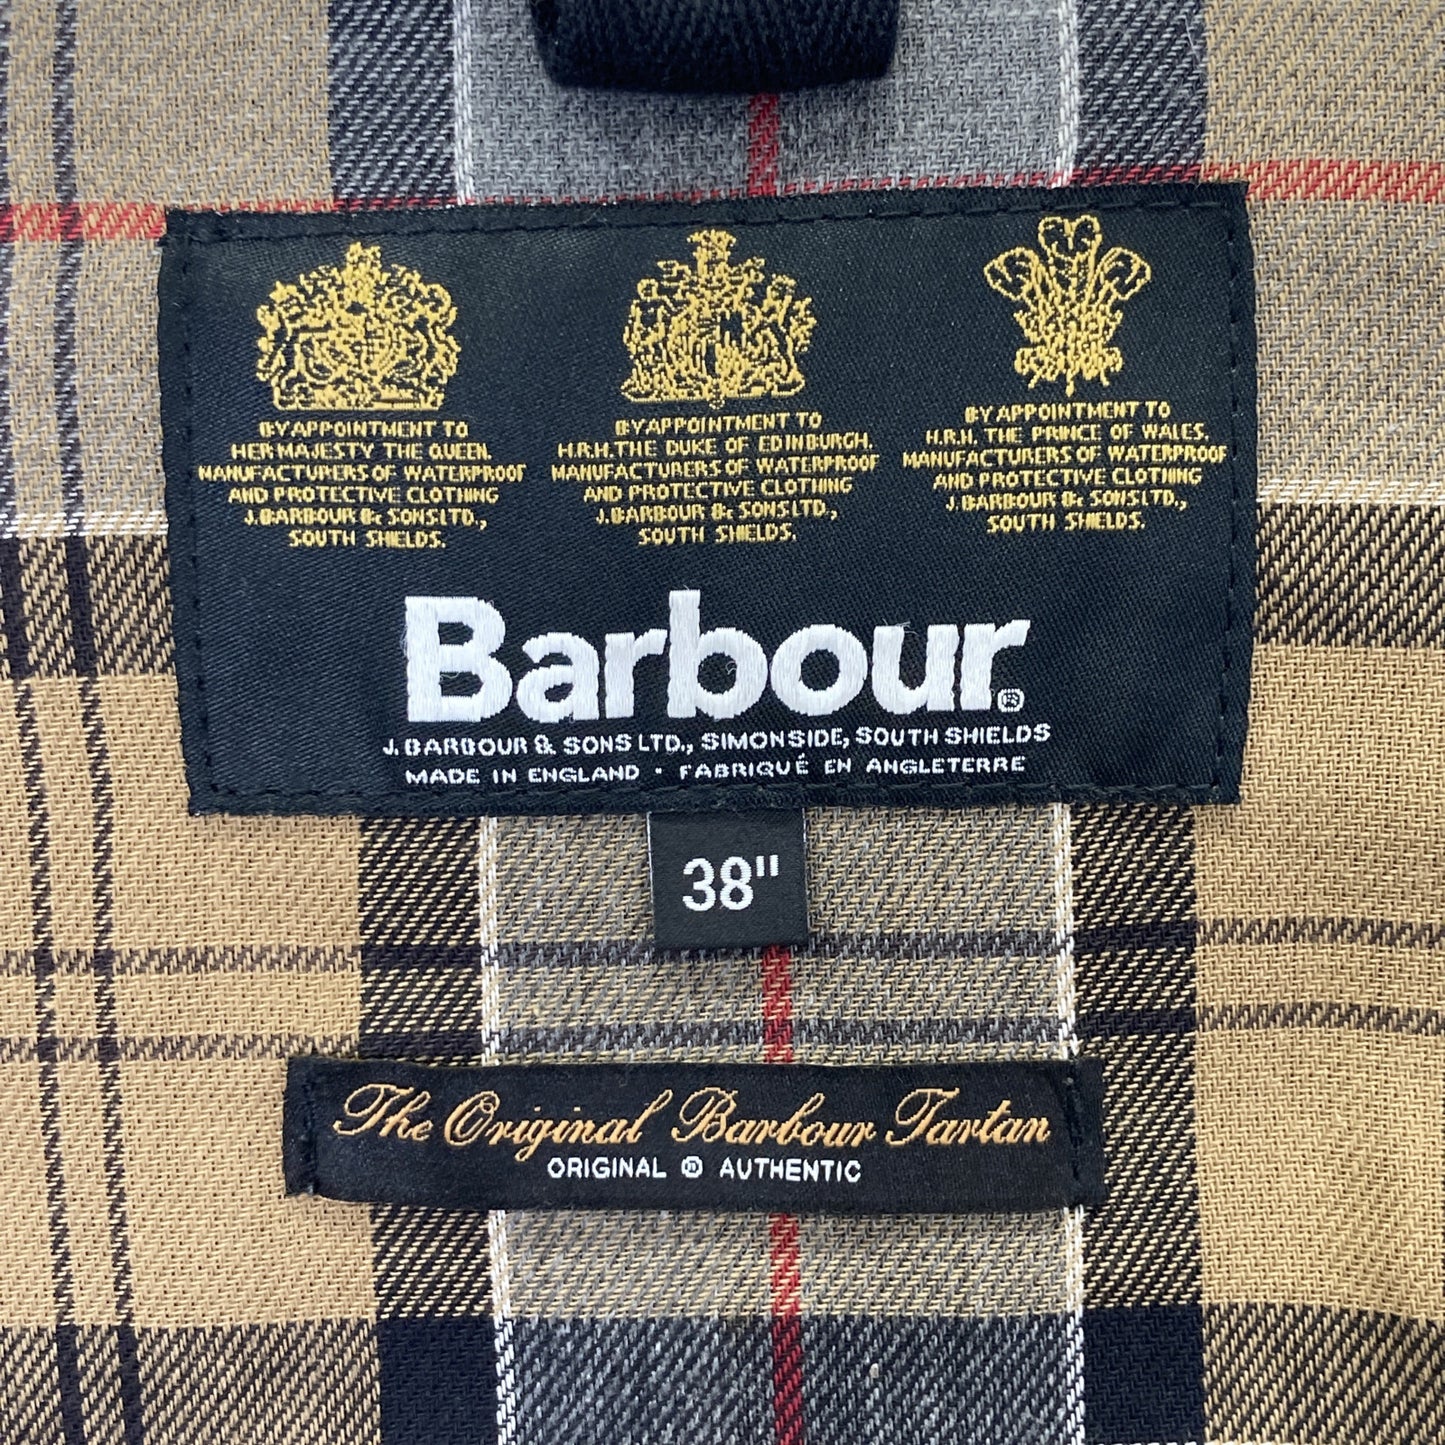 BY APPOINTMENT TO
HER MAJESTY THE QUEEN.
MANUFACTURERS OF WATERPROOF
AND PROTECTIVE CLOTHING
J. BARBOUR & SONS LTD.,
SOUTH SHIELDS.
BY APPOINTMENT TO
H.R.H. THE DUKE OF EDINBURGH.
MANUFACTURERS OF WATERPROOF
AND PROTECTIVE CLOTHING
J. BARBOUR & SONS LTD.,
SOUTH SHIELDS.
BY APPOINTMENT TO
H.R.H. THE PRINCE OF WALES.
MANUFACTURERS OF WATERPROOF
AND PROTECTIVE CLOTHING
J. BARBOUR & SONS LTD.,
SOUTH SHIELDS.
Barbour®
J. BARBOUR & SONS LTD., SIMONSIDE, SOUTH SHIELDS
MADE IN ENGLAND · FABRIQUÉ EN ANGLETERRE
38"
The Original Barbour Tartan
ORIGINAL ® AUTHENTIC